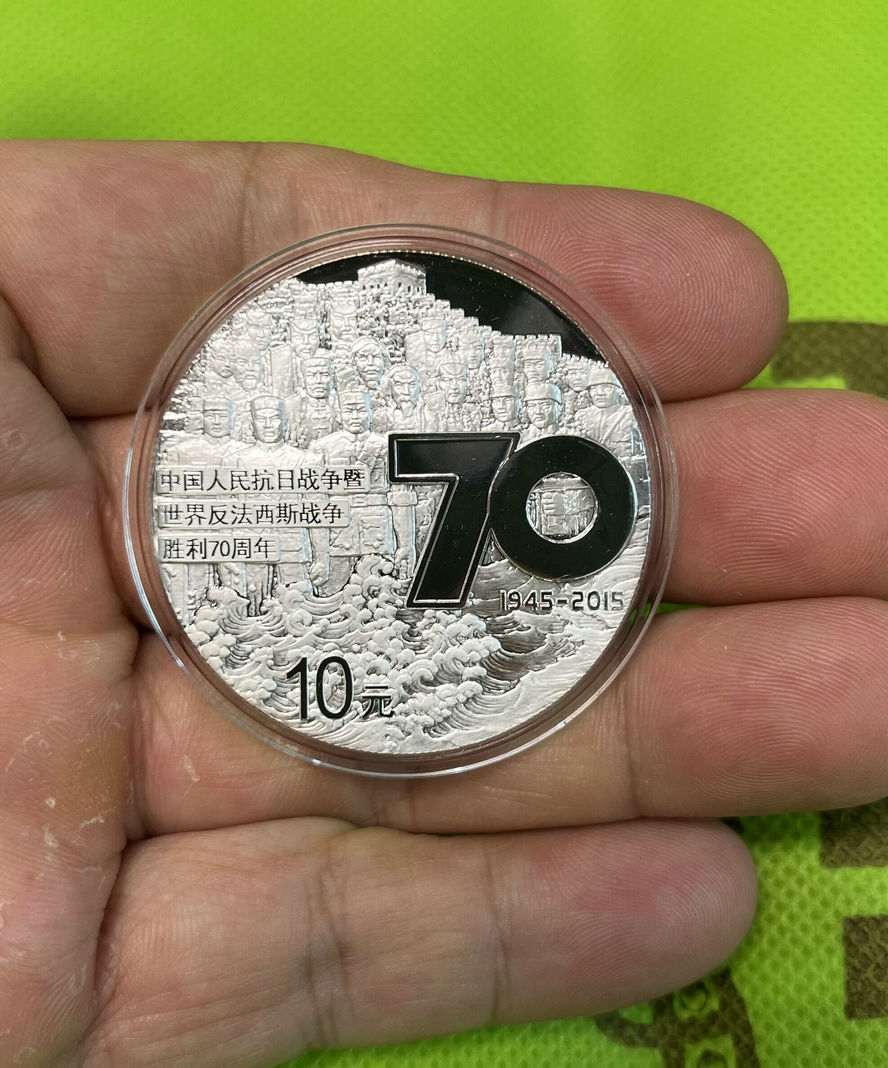 中国人民抗日战争暨
世界反法西斯战争
胜利70周年
70
1945-2015
10元